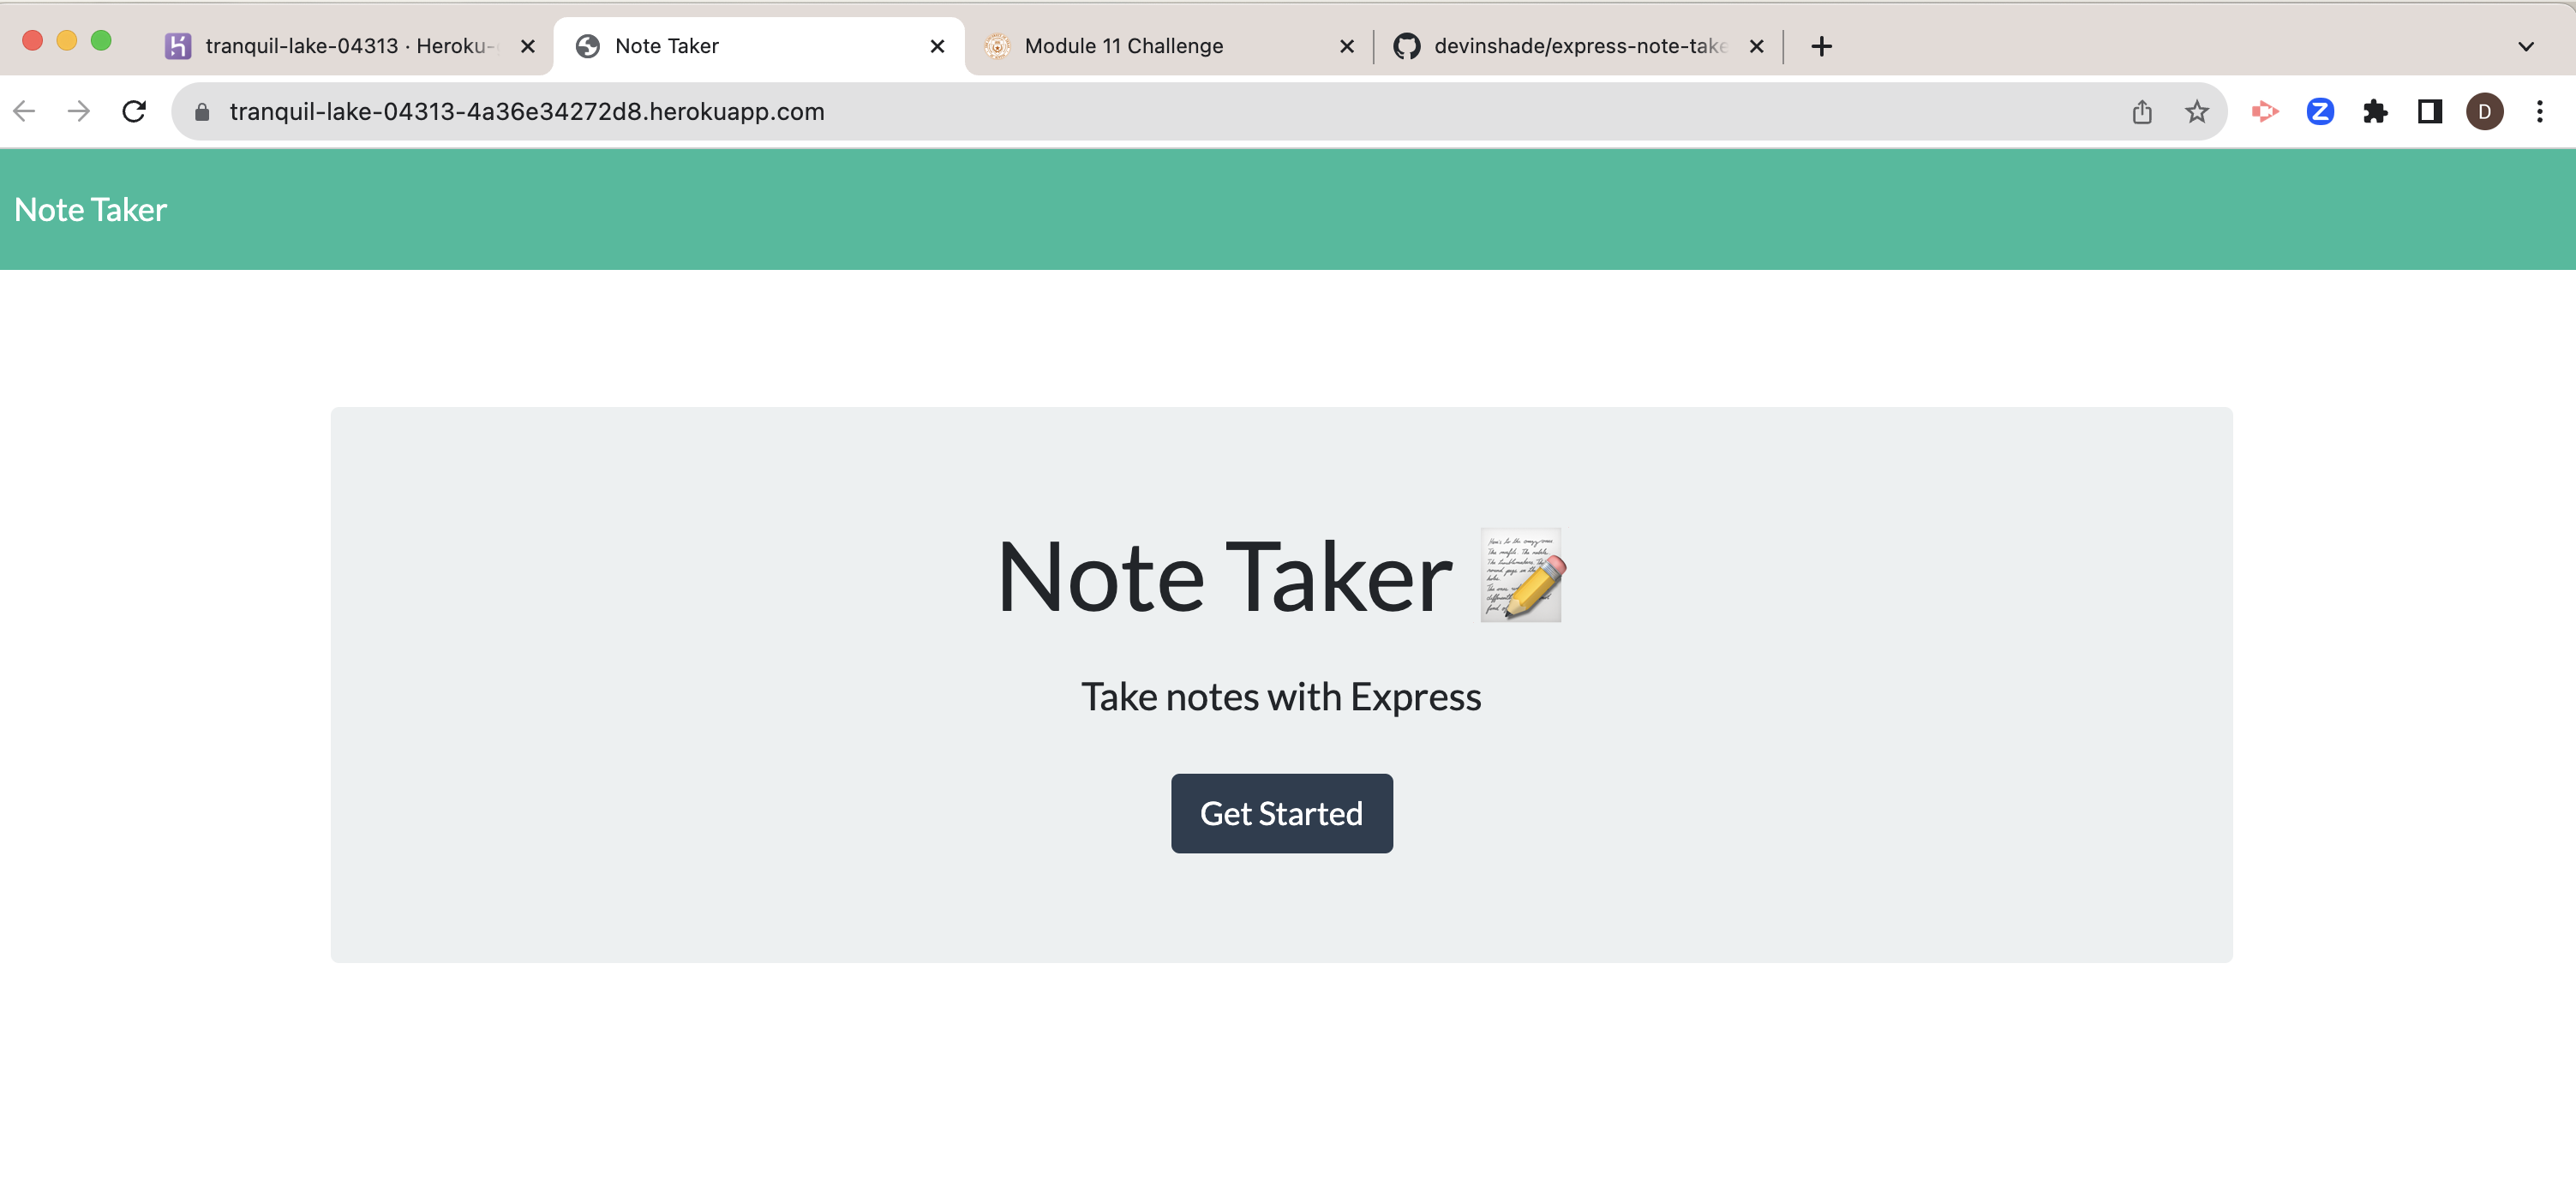 tranquil-lake-04313 · Heroku-
Note Taker
Module 11 Challenge
devinshade/express-note-take
tranquil-lake-04313-4a36e34272d8.herokuapp.com
D
Note Taker
Note Taker
Take notes with Express
Get Started